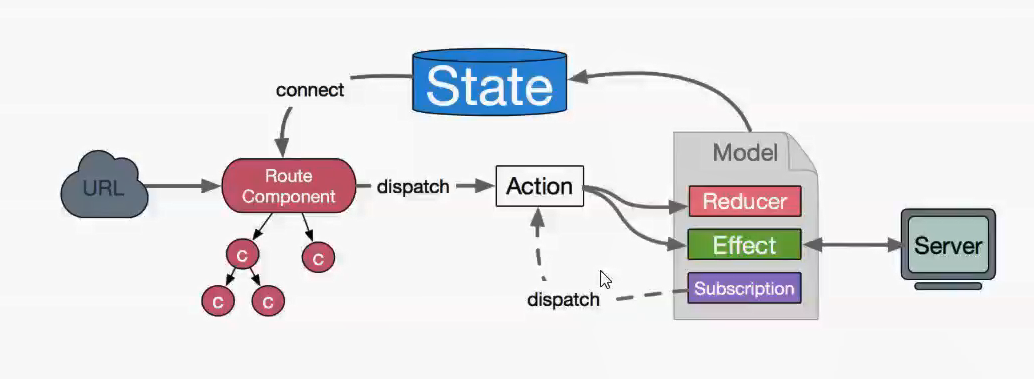 State
connect
Model
URL
Route
Component
dispatch
Action
Reducer
Effect
Server
Subscription
dispatch
C
C
C
C